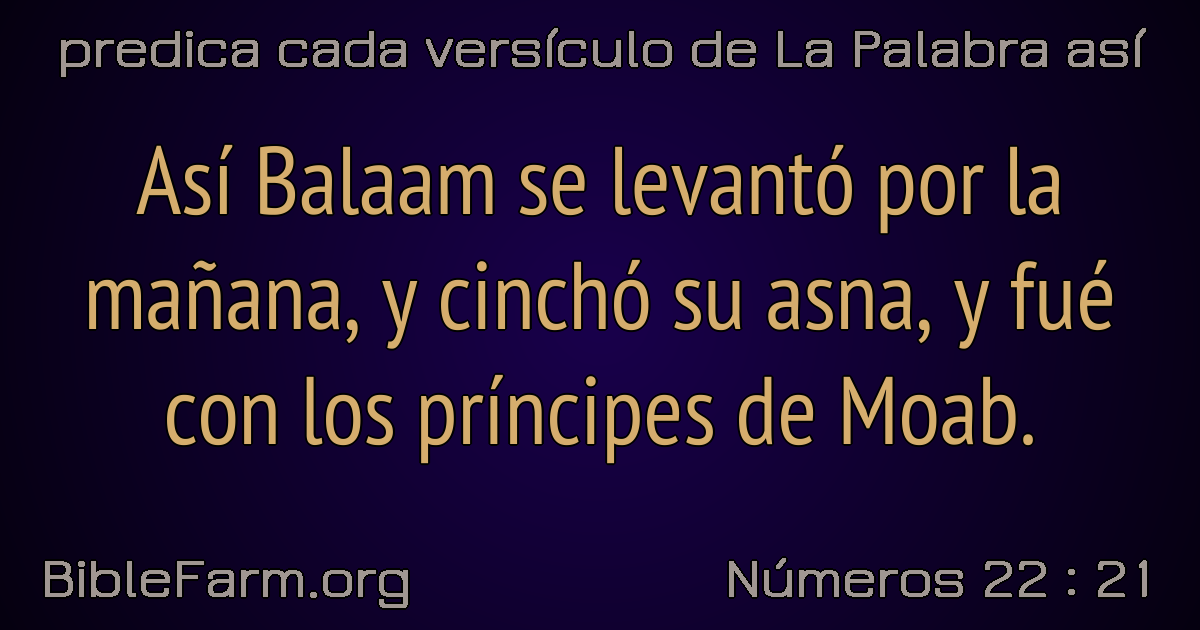 predica cada versículo de La Palabra así
Así Balaam se levantó por la
mañana, y cinchó su asna, y fué
con los príncipes de Moab.
BibleFarm.org
Números 22 : 21